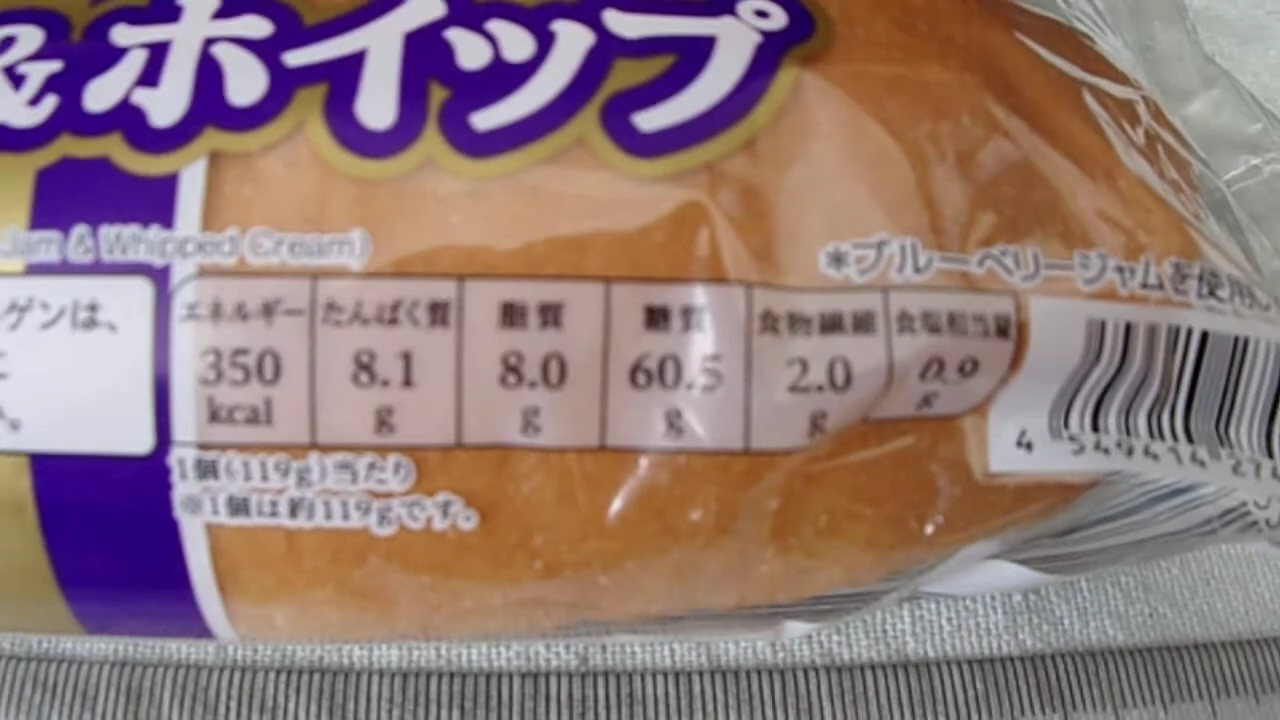 &ホイップ
Jam & Whipped Cream)
*ブルーベリージャムを使用
ゲンは、
エネルギー たんぱく質 脂質 糖質 食物繊維 食塩相当量
350 8.1 8.0 60.5 2.0 0.9
kcal g g g g g
1個(119g)当たり
※1個は約119gです。
4 549414